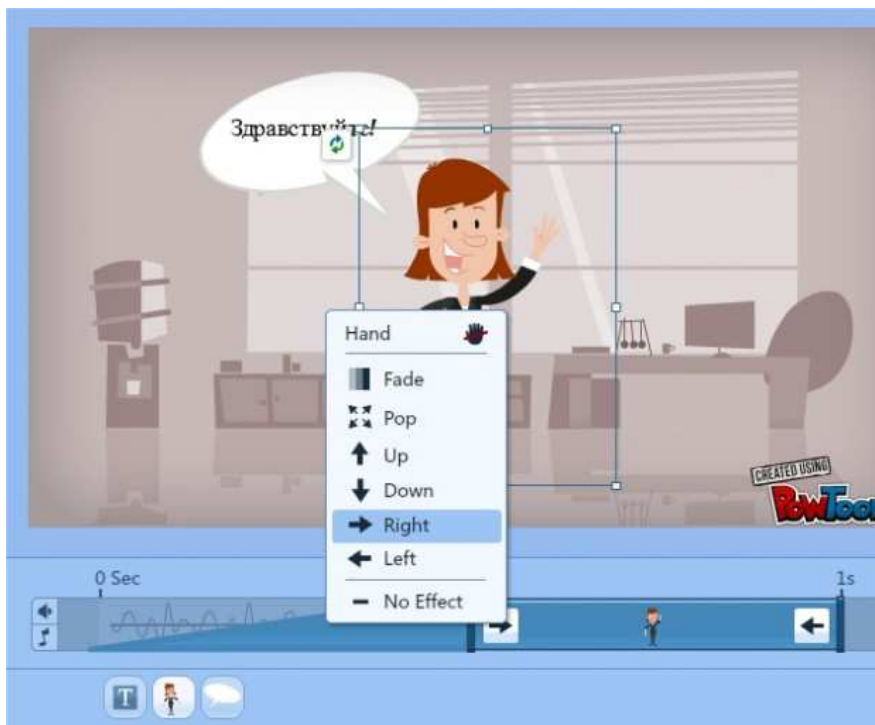 Здравствуйте!
Hand
Fade
Pop
Up
Down
Right
Left
No Effect
CREATED USING
PowToon
0 Sec
1s
T